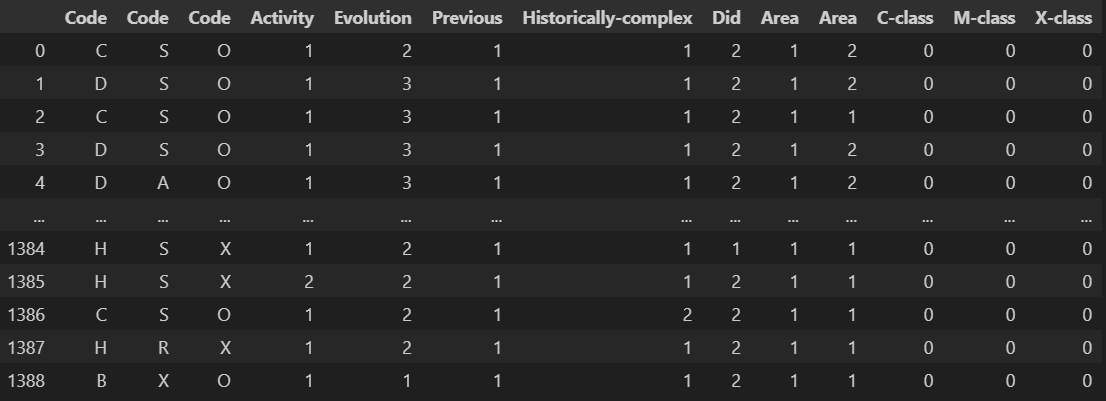 Code Code Code Activity Evolution Previous Historically-complex Did Area Area C-class M-class X-class
0 C S O 1 2 1 1 2 1 2 0 0 0
1 D S O 1 3 1 1 2 1 2 0 0 0
2 C S O 1 3 1 1 2 1 1 0 0 0
3 D S O 1 3 1 1 2 1 2 0 0 0
4 D A O 1 3 1 1 2 1 2 0 0 0
... ... ... ... ... ... ... ... ... ... ... ... ... ...
1384 H S X 1 2 1 1 1 1 1 0 0 0
1385 H S X 2 2 1 1 2 1 1 0 0 0
1386 C S O 1 2 1 2 2 1 1 0 0 0
1387 H R X 1 2 1 1 2 1 1 0 0 0
1388 B X O 1 1 1 1 2 1 1 0 0 0